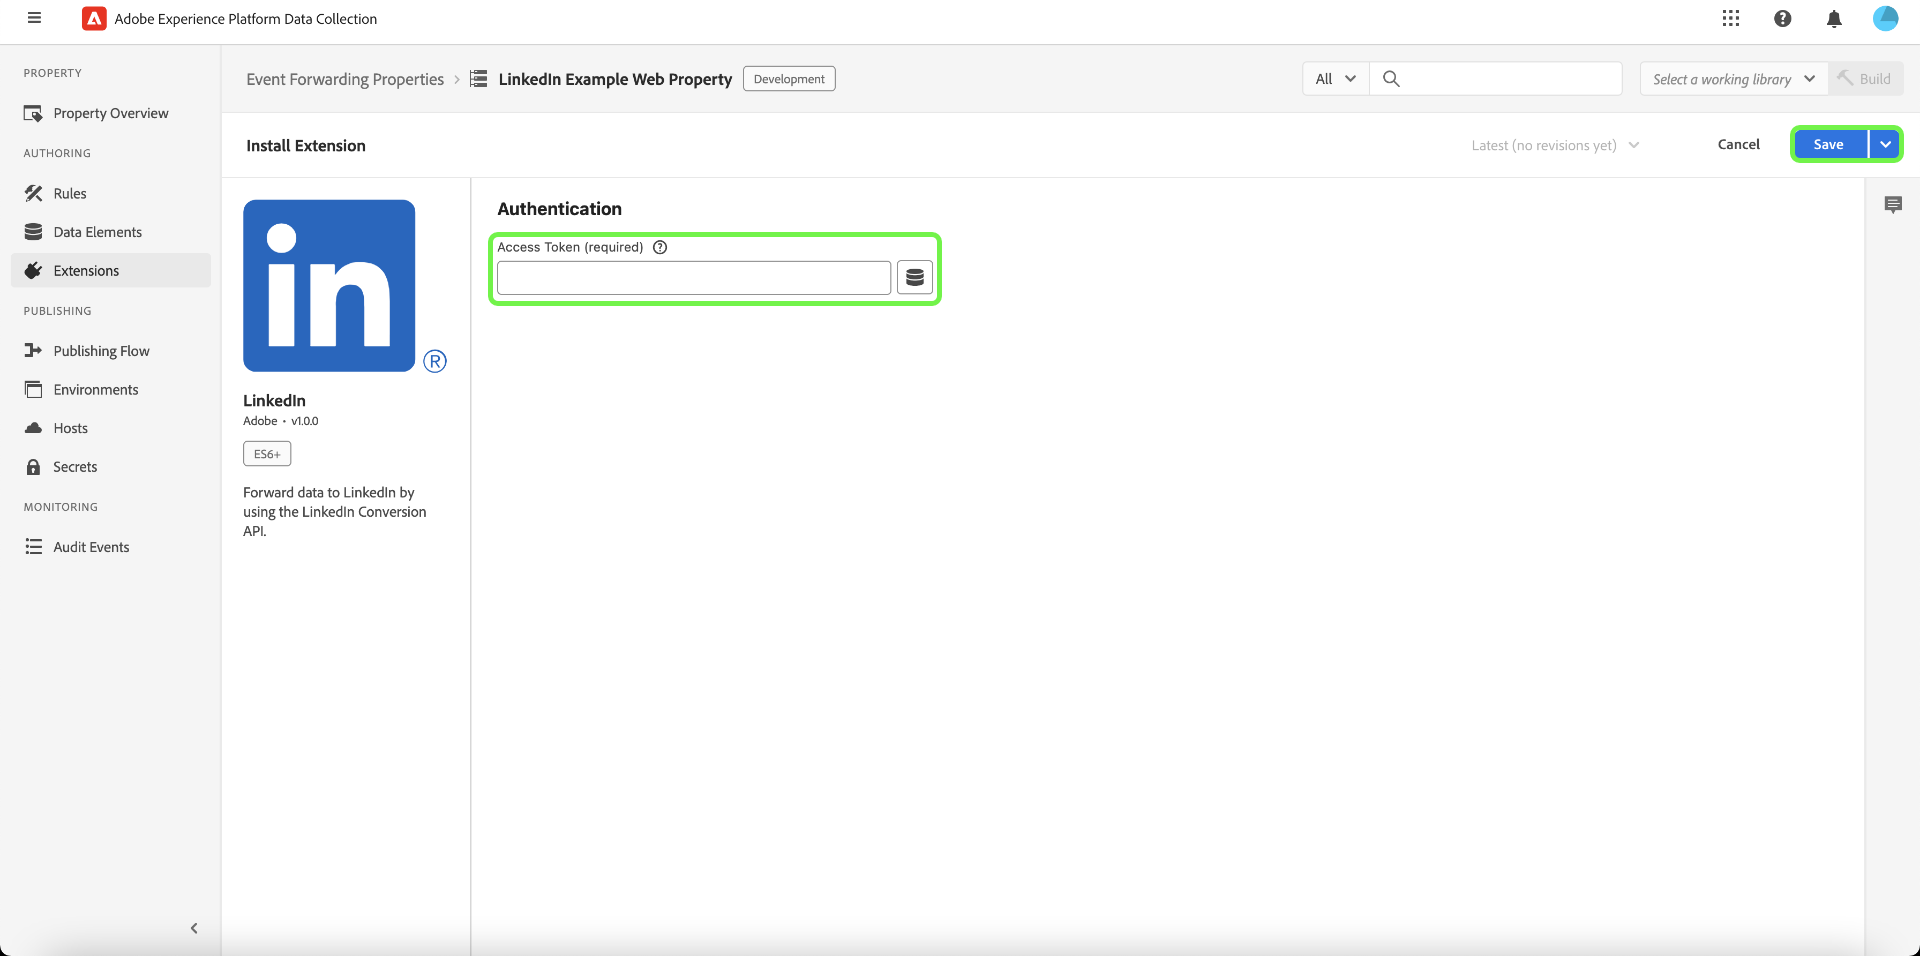 Adobe Experience Platform Data Collection
PROPERTY
Property Overview
AUTHORING
Rules
Data Elements
Extensions
PUBLISHING
Publishing Flow
Environments
Hosts
Secrets
MONITORING
Audit Events
Event Forwarding Properties > LinkedIn Example Web Property Development
All
Select a working library
Build
Install Extension
Latest (no revisions yet)
Cancel
Save
in
®
LinkedIn
Adobe • v1.0.0
ES6+
Forward data to LinkedIn by
using the LinkedIn Conversion
API.
Authentication
Access Token (required) ?